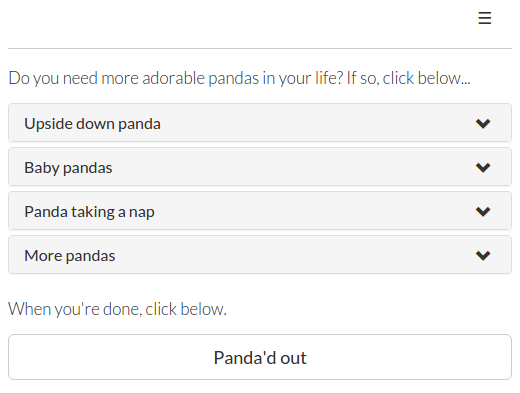 Do you need more adorable pandas in your life? If so, click below...
Upside down panda
Baby pandas
Panda taking a nap
More pandas
When you're done, click below.
Panda'd out